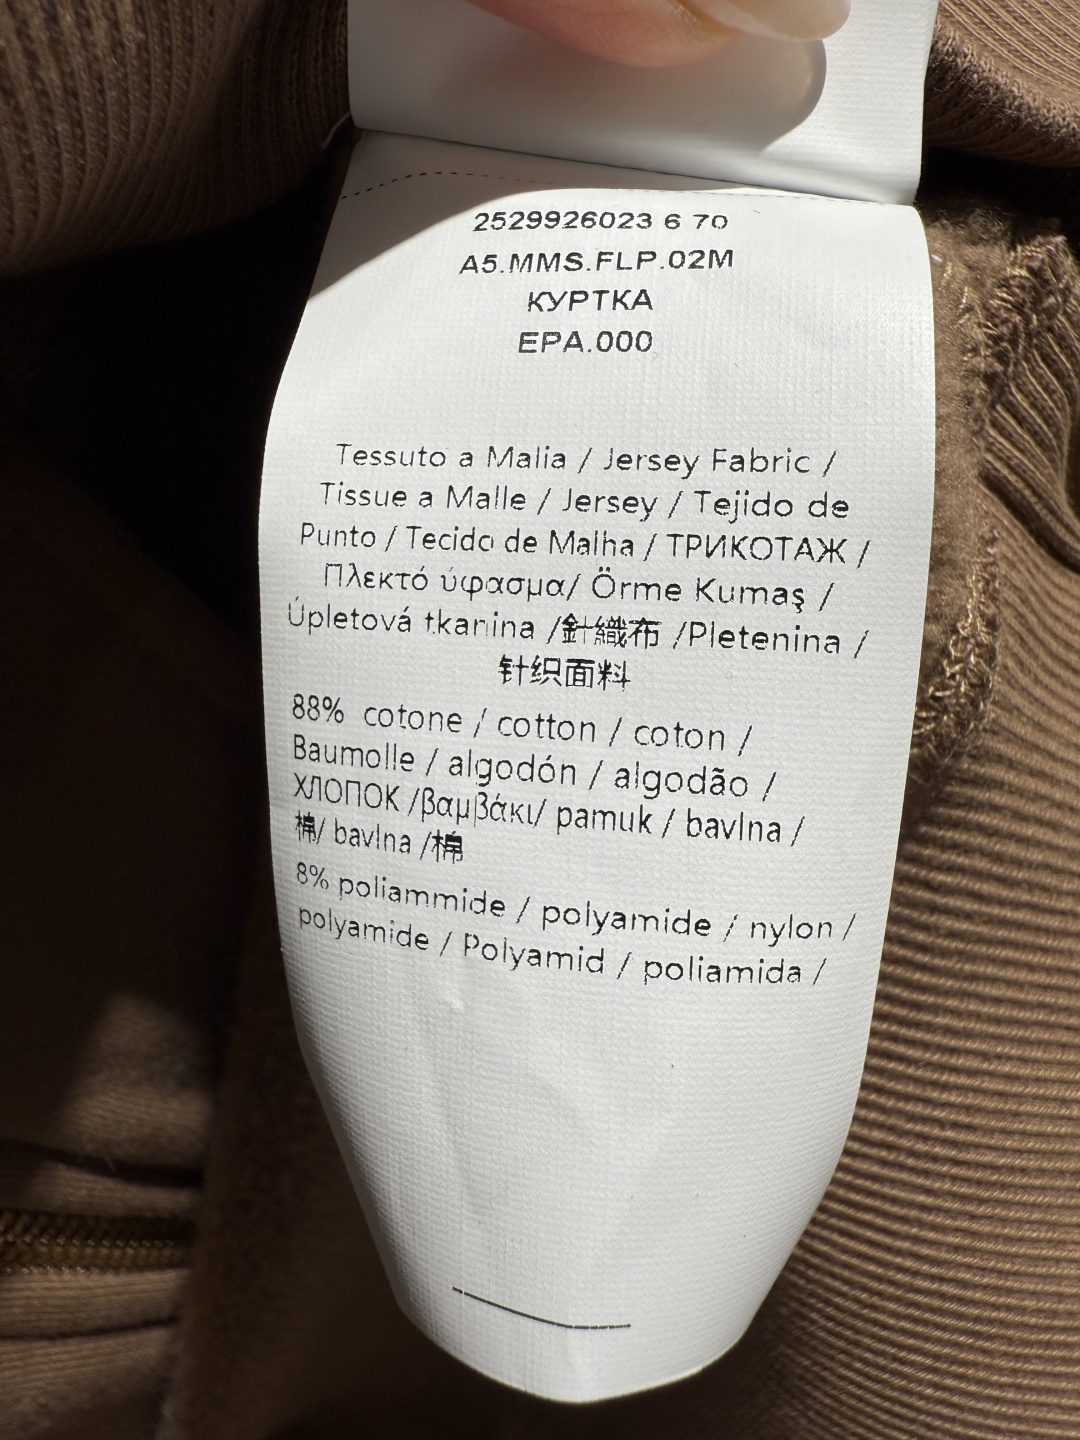 2529926023 6 70
A5.MMS.FLP.02M
КУРТКА
EPA.000
Tessuto a Malia / Jersey Fabric /
Tissue a Malle / Jersey / Tejido de
Punto / Tecido de Malha / ТРИКОТАЖ /
Πλεκτό ύφασμα/ Örme Kumaş /
Úpletová tkanina /針織布 /Pletenina /
针织面料
88% cotone / cotton / coton /
Baumolle / algodón / algodão /
ХЛОПОК /βαμβάκι/ pamuk / bavlna /
棉/ bavlna /棉
8% poliammide / polyamide / nylon /
polyamide / Polyamid / poliamida /